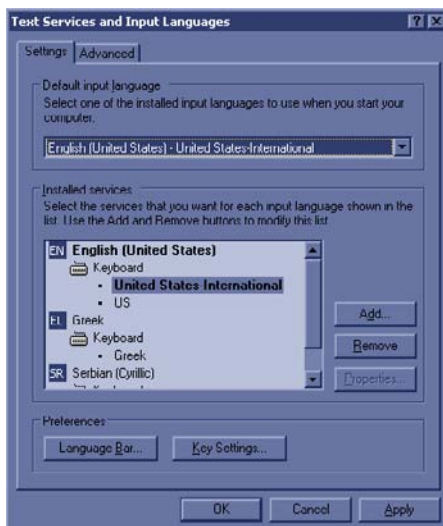 Text Services and Input Languages
Settings Advanced
Default input language
Select one of the installed input languages to use when you start your
computer.
English (United States) - United States-International
Installed services
Select the services that you want for each input language shown in the
list. Use the Add and Remove buttons to modify this list.
EN English (United States)
Keyboard
• United States-International
• US
EL Greek
Keyboard
• Greek
SR Serbian (Cyrillic)
Keyboard
Add...
Remove
Properties...
Preferences
Language Bar... Key Settings...
OK Cancel Apply